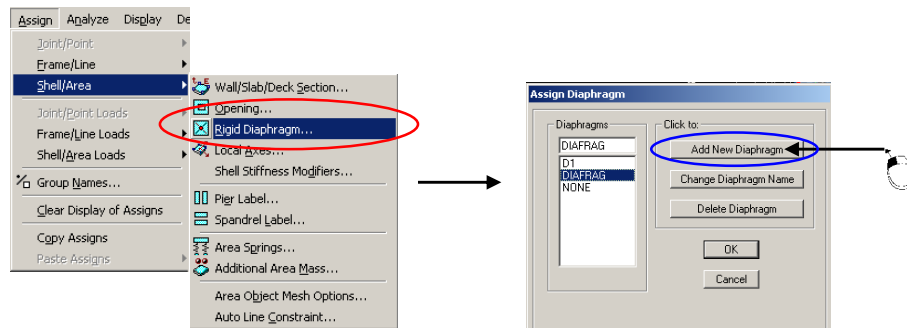 Assign Analyze Display De
Joint/Point
Frame/Line
Shell/Area
Joint/Point Loads
Frame/Line Loads
Shell/Area Loads
Group Names...
Clear Display of Assigns
Copy Assigns
Paste Assigns
Wall/Slab/Deck Section...
Opening...
Rigid Diaphragm...
Local Axes...
Shell Stiffness Modifiers...
Pier Label...
Spandrel Label...
Area Springs...
Additional Area Mass...
Area Object Mesh Options...
Auto Line Constraint...
Assign Diaphragm
Diaphragms
DIAFRAG
D1
DIAFRAG
NONE
Click to:
Add New Diaphragm
Change Diaphragm Name
Delete Diaphragm
OK
Cancel